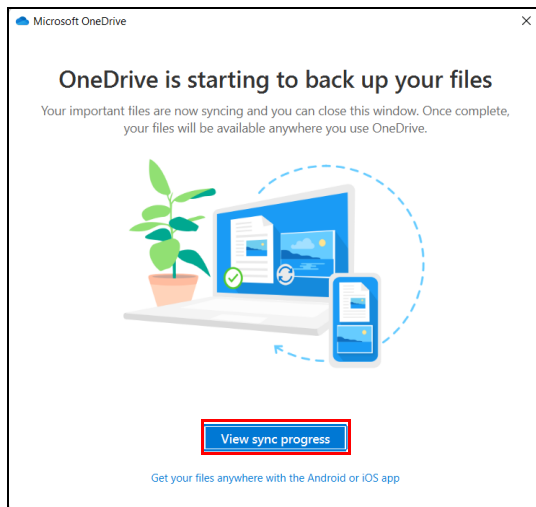 Microsoft OneDrive
OneDrive is starting to back up your files
Your important files are now syncing and you can close this window. Once complete,
your files will be available anywhere you use OneDrive.
View sync progress
Get your files anywhere with the Android or iOS app